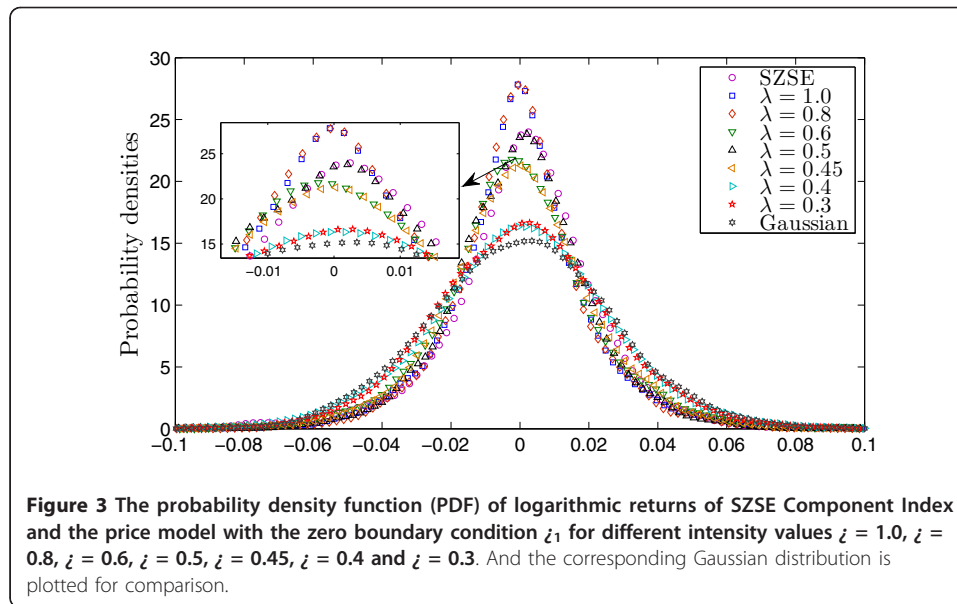 30
25
20
15
10
5
0
Probability densities
−0.1 −0.08 −0.06 −0.04 −0.02 0 0.02 0.04 0.06 0.08 0.1
25
20
15
−0.01 0 0.01
SZSE
λ = 1.0
λ = 0.8
λ = 0.6
λ = 0.5
λ = 0.45
λ = 0.4
λ = 0.3
Gaussian
Figure 3 The probability density function (PDF) of logarithmic returns of SZSE Component Index
and the price model with the zero boundary condition ¿1 for different intensity values ¿ = 1.0, ¿ =
0.8, ¿ = 0.6, ¿ = 0.5, ¿ = 0.45, ¿ = 0.4 and ¿ = 0.3. And the corresponding Gaussian distribution is
plotted for comparison.